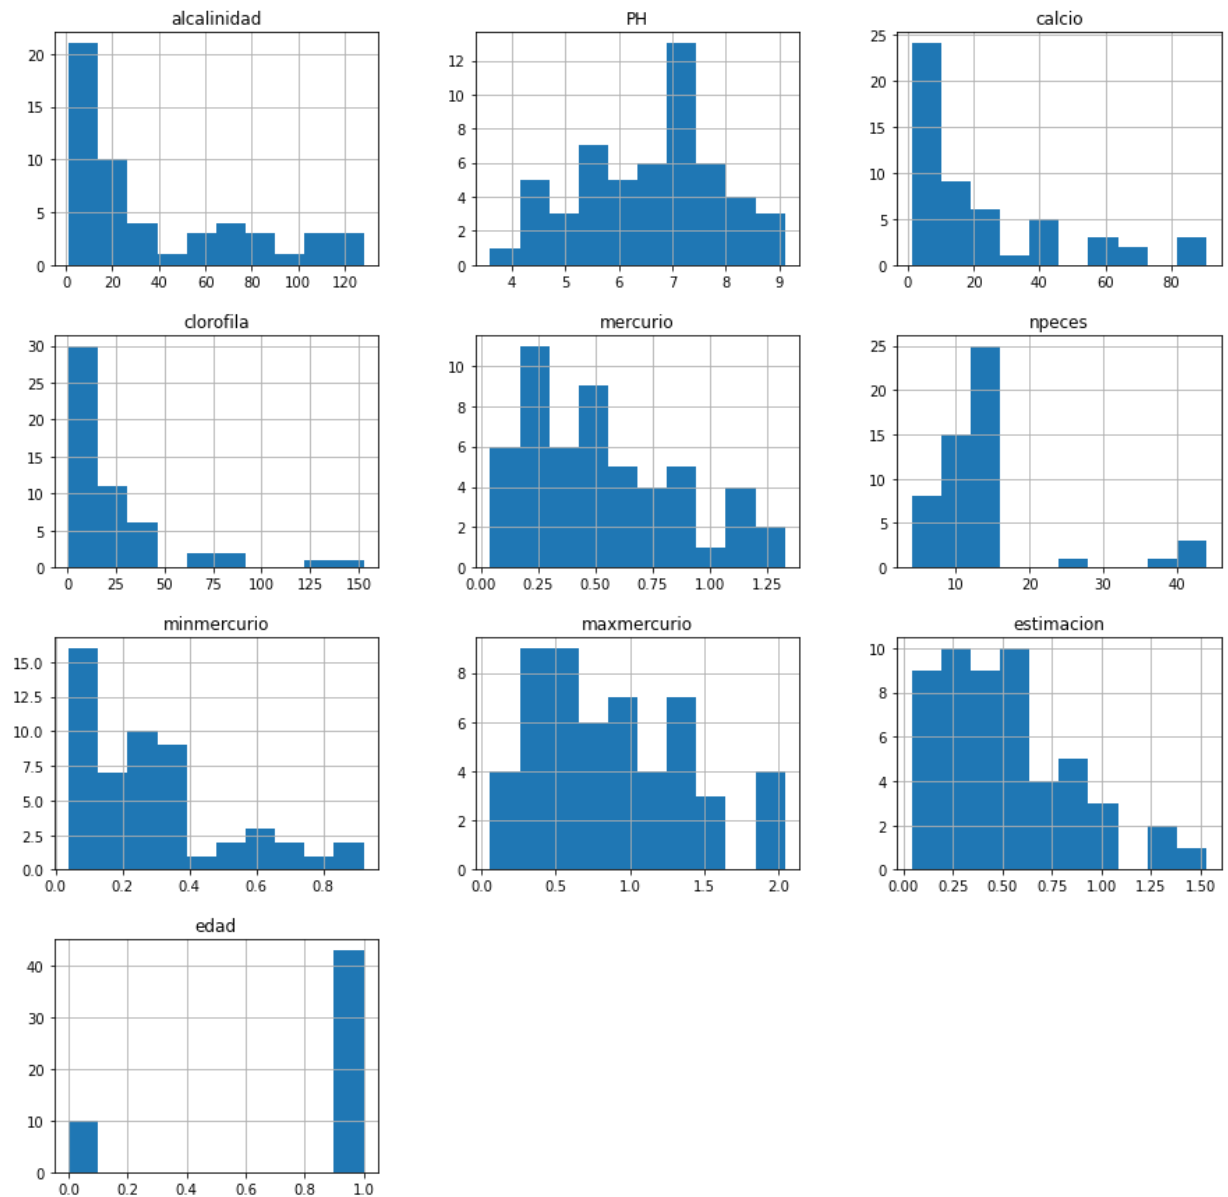 alcalinidad PH calcio
20 12 25
15 10 20
10 8 15
5 6 10
0 4 5
2 0
0
0 20 40 60 80 100 120 4 5 6 7 8 9 0 20 40 60 80
clorofila mercurio npeces
30 10 25
25 8 20
20 6 15
15 4 10
10 2 5
5 0 0
0
0 25 50 75 100 125 150 0.00 0.25 0.50 0.75 1.00 1.25 10 20 30 40
minmercurio maxmercurio estimacion
15.0 8 10
12.5 6 8
10.0 4 6
7.5 2 4
5.0 0 2
2.5 0
0.0
0.0 0.2 0.4 0.6 0.8 0.0 0.5 1.0 1.5 2.0 0.00 0.25 0.50 0.75 1.00 1.25 1.50
edad
40
30
20
10
0
0.0 0.2 0.4 0.6 0.8 1.0